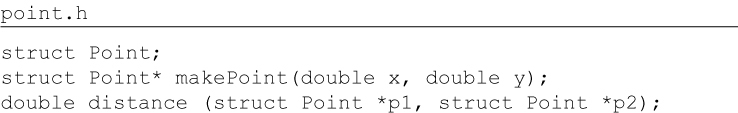 point.h
struct Point;
struct Point* makePoint(double x, double y);
double distance (struct Point *p1, struct Point *p2);